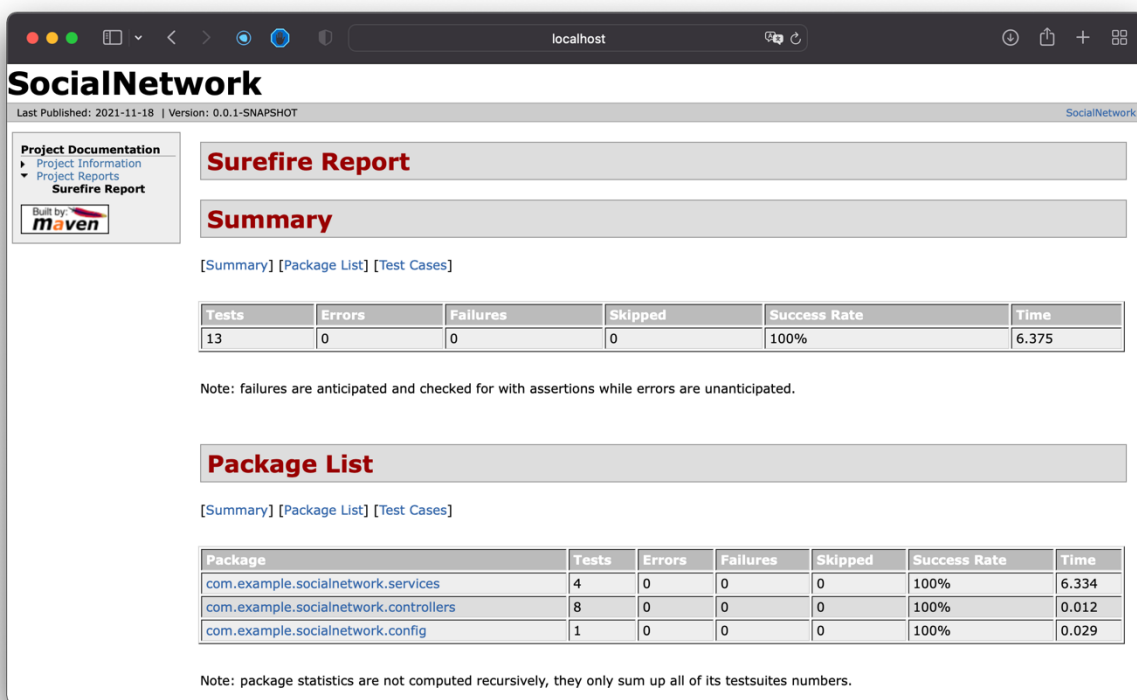 localhost
SocialNetwork
Last Published: 2021-11-18 | Version: 0.0.1-SNAPSHOT
SocialNetwork
Project Documentation
Project Information
Project Reports
Surefire Report
Built by:
maven
Surefire Report
Summary
[Summary] [Package List] [Test Cases]
Tests Errors Failures Skipped Success Rate Time
13 0 0 0 100% 6.375
Note: failures are anticipated and checked for with assertions while errors are unanticipated.
Package List
[Summary] [Package List] [Test Cases]
Package Tests Errors Failures Skipped Success Rate Time
com.example.socialnetwork.services 4 0 0 0 100% 6.334
com.example.socialnetwork.controllers 8 0 0 0 100% 0.012
com.example.socialnetwork.config 1 0 0 0 100% 0.029
Note: package statistics are not computed recursively, they only sum up all of its testsuites numbers.